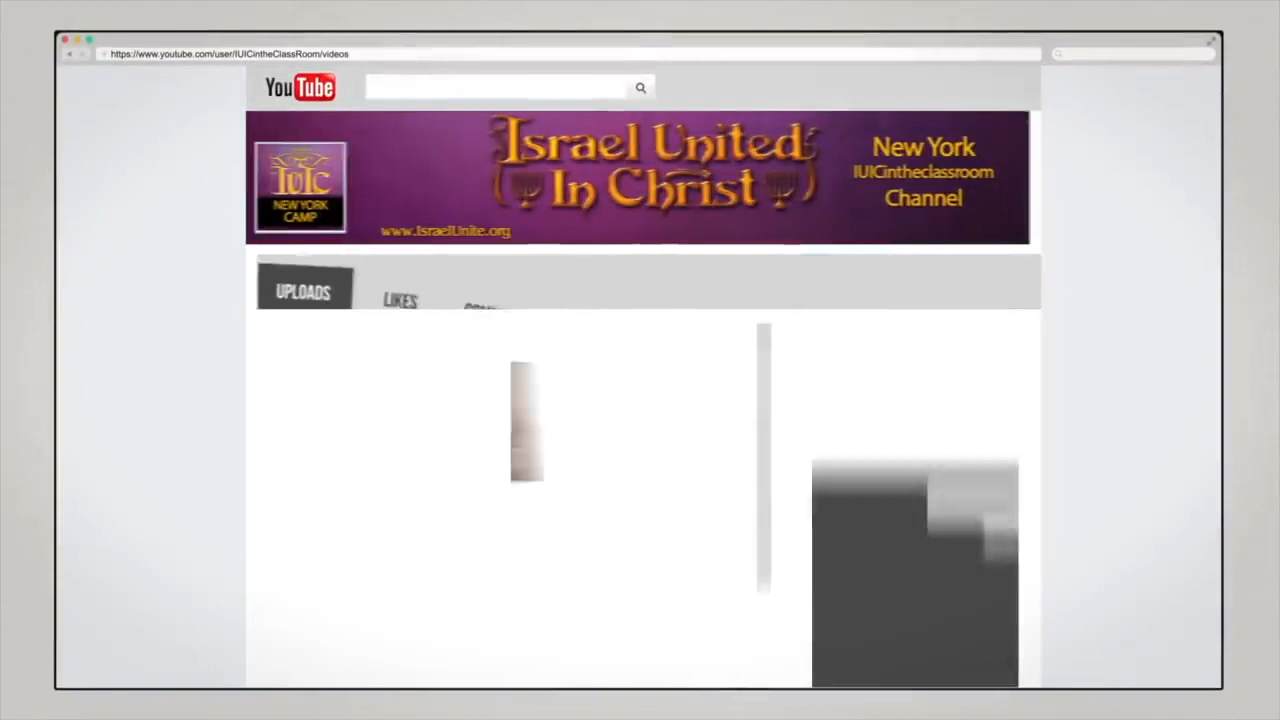 https://www.youtube.com/user/IUICintheClassRoom/videos
YouTube
Israel United
In Christ
New York
IUICintheclassroom
Channel
IUIC
NEW YORK
CAMP
www.IsraelUnite.org
UPLOADS
LIKES